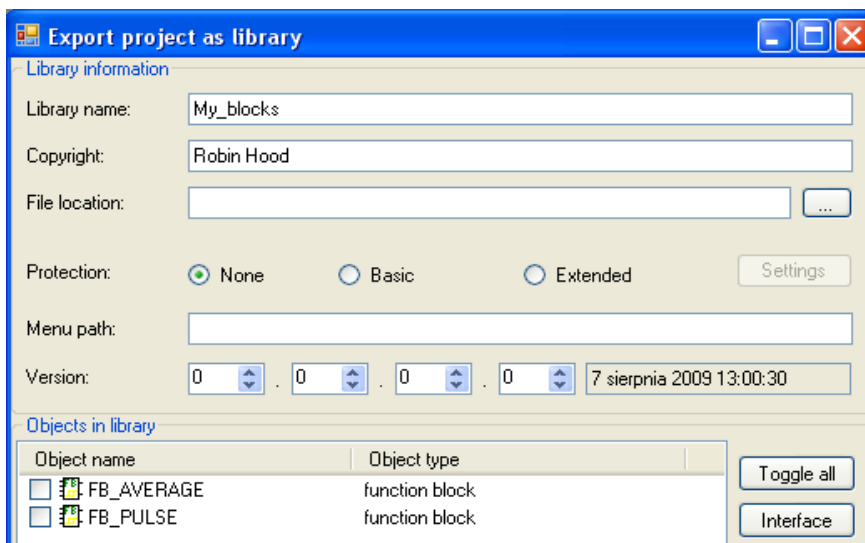 Export project as library
Library information
Library name: My_blocks
Copyright: Robin Hood
File location: ...
Protection: None Basic Extended Settings
Menu path:
Version: 0 . 0 . 0 . 0 7 sierpnia 2009 13:00:30
Objects in library
Object name Object type
FB_AVERAGE function block
FB_PULSE function block
Toggle all
Interface